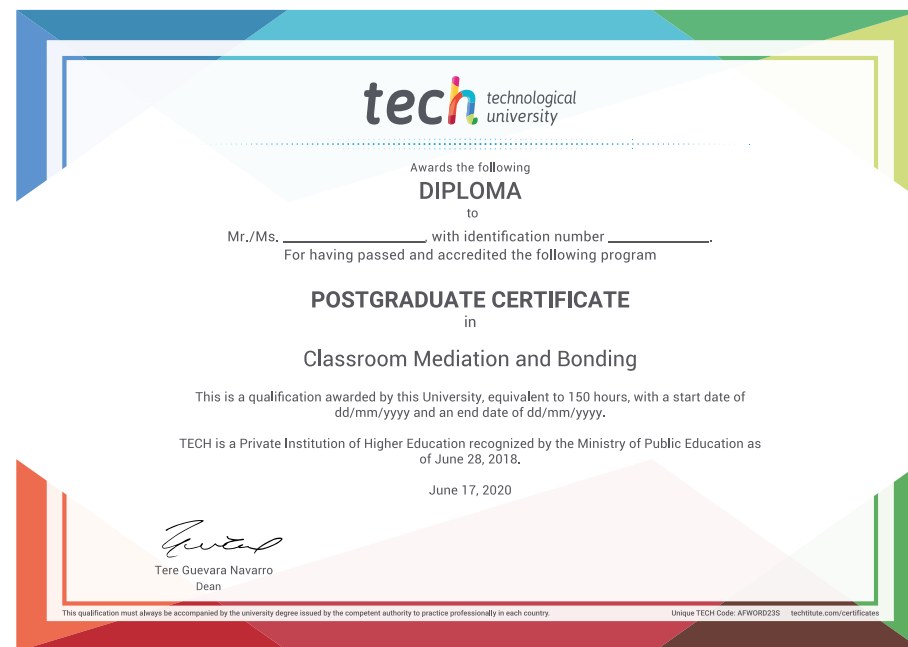 tech technological
university
Awards the following
DIPLOMA
to
Mr./Ms. ____________________, with identification number ______________.
For having passed and accredited the following program
POSTGRADUATE CERTIFICATE
in
Classroom Mediation and Bonding
This is a qualification awarded by this University, equivalent to 150 hours, with a start date of
dd/mm/yyyy and an end date of dd/mm/yyyy.
TECH is a Private Institution of Higher Education recognized by the Ministry of Public Education as
of June 28, 2018.
June 17, 2020
Tere Guevara Navarro
Dean
This qualification must always be accompanied by the university degree issued by the competent authority to practice professionally in each country. Unique TECH Code: AFWORD23S techtitute.com/certificates